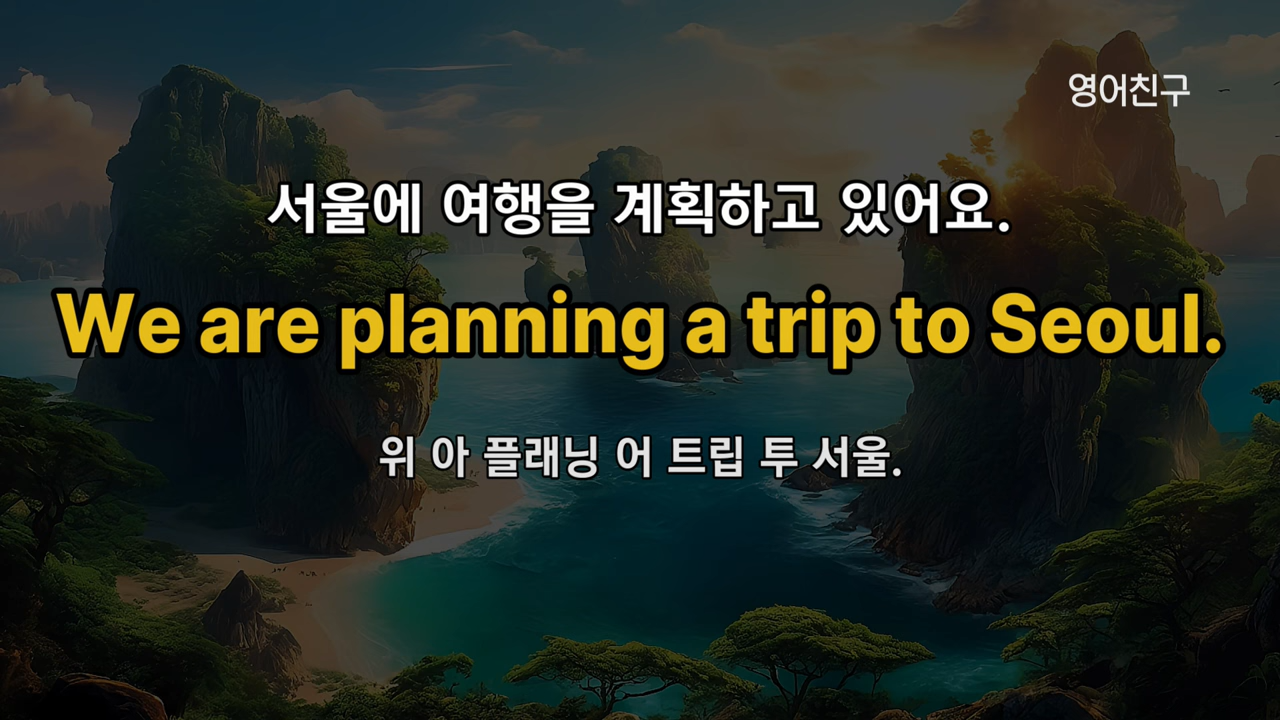 영어친구
서울에 여행을 계획하고 있어요.
We are planning a trip to Seoul.
위 아 플래닝 어 트립 투 서울.